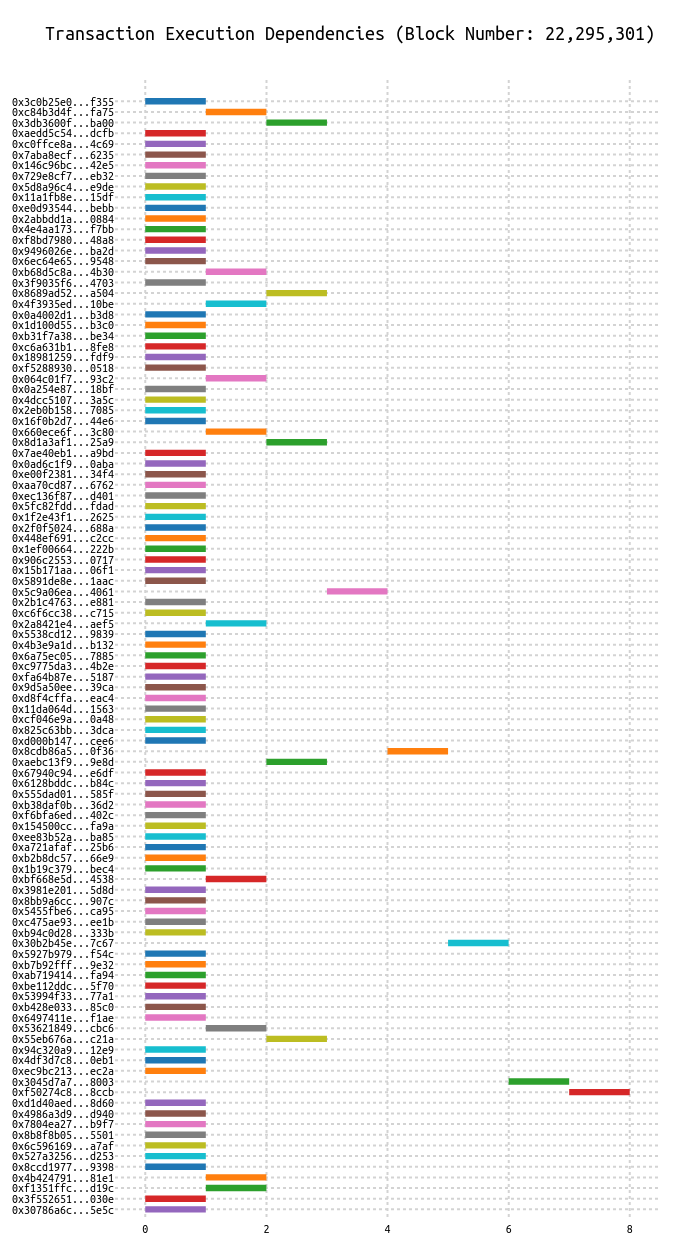 Transaction Execution Dependencies (Block Number: 22,295,301)
0x3c0b25e0...f355
0xc84b3d4f...fa75
0x3db3600f...ba00
0xaedd5c54...dcfb
0xc0ffce8a...4c69
0x7aba8ecf...6235
0x146c96bc...42e5
0x729e8cf7...eb32
0x5d8a96c4...e9de
0x11a1fb8e...15df
0xe0d93544...bebb
0x2abbdd1a...0884
0x4e4aa173...f7bb
0xf8bd7980...48a8
0x9496026e...ba2d
0x6ec64e65...9548
0xb68d5c8a...4b30
0x3f9035f6...4703
0x8689ad52...a504
0x4f3935ed...10be
0x0a4002d1...b3d8
0x1d100d55...b3c0
0xb31f7a38...be34
0xc6a631b1...8fe8
0x18981259...fdf9
0xf5288930...0518
0x064c01f7...93c2
0x0a254e87...18bf
0x4dcc5107...3a5c
0x2eb0b158...7085
0x16f0b2d7...44e6
0x660ece6f...3c80
0x8d1a3af1...25a9
0x7ae40eb1...a9bd
0x0ad6c1f9...0aba
0xe00f2381...34f4
0xaa70cd87...6762
0xec136f87...d401
0x5fc82fdd...fdad
0x1f2e43f1...2625
0x2f0f5024...688a
0x448ef691...c2cc
0x1ef00664...222b
0x906c2553...0717
0x15b171aa...06f1
0x5891de8e...1aac
0x5c9a06ea...4061
0x2b1c4763...e881
0xc6f6cc38...c715
0x2a8421e4...aef5
0x5538cd12...9839
0x4b3e9a1d...b132
0x6a75ec05...7885
0xc9775da3...4b2e
0xfa64b87e...5187
0x9d5a50ee...39ca
0xd8f4cffa...eac4
0x11da064d...1563
0xcf046e9a...0a48
0x825c63bb...3dca
0xd000b147...cee6
0x8cdb86a5...0f36
0xaebc13f9...9e8d
0x67940c94...e6df
0x6128bddc...b84c
0x555dad01...585f
0xb38daf0b...36d2
0xf6bfa6ed...402c
0x154500cc...fa9a
0xee83b52a...ba85
0xa721afaf...25b6
0xb2b8dc57...66e9
0x1b19c379...bec4
0xbf668e5d...4538
0x3981e201...5d8d
0x8bb9a6cc...907c
0x5455fbe6...ca95
0xc475ae93...ee1b
0xb94c0d28...333b
0x30b2b45e...7c67
0x5927b979...f54c
0xb7b92fff...9e32
0xab719414...fa94
0xbe112ddc...5f70
0x53994f33...77a1
0xb428e033...85c0
0x6497411e...f1ae
0x53621849...cbc6
0x55eb676a...c21a
0x94c320a9...12e9
0x4df3d7c8...0eb1
0xec9bc213...ec2a
0x3045d7a7...8003
0xf50274c8...8ccb
0xd1d40aed...8d60
0x4986a3d9...d940
0x7804ea27...b9f7
0x8b8f8b05...5501
0x6c596169...a7af
0x527a3256...d253
0x8ccd1977...9398
0x4b424791...81e1
0xf1351ffc...d19c
0x3f552651...030e
0x30786a6c...5e5c
0 2 4 6 8